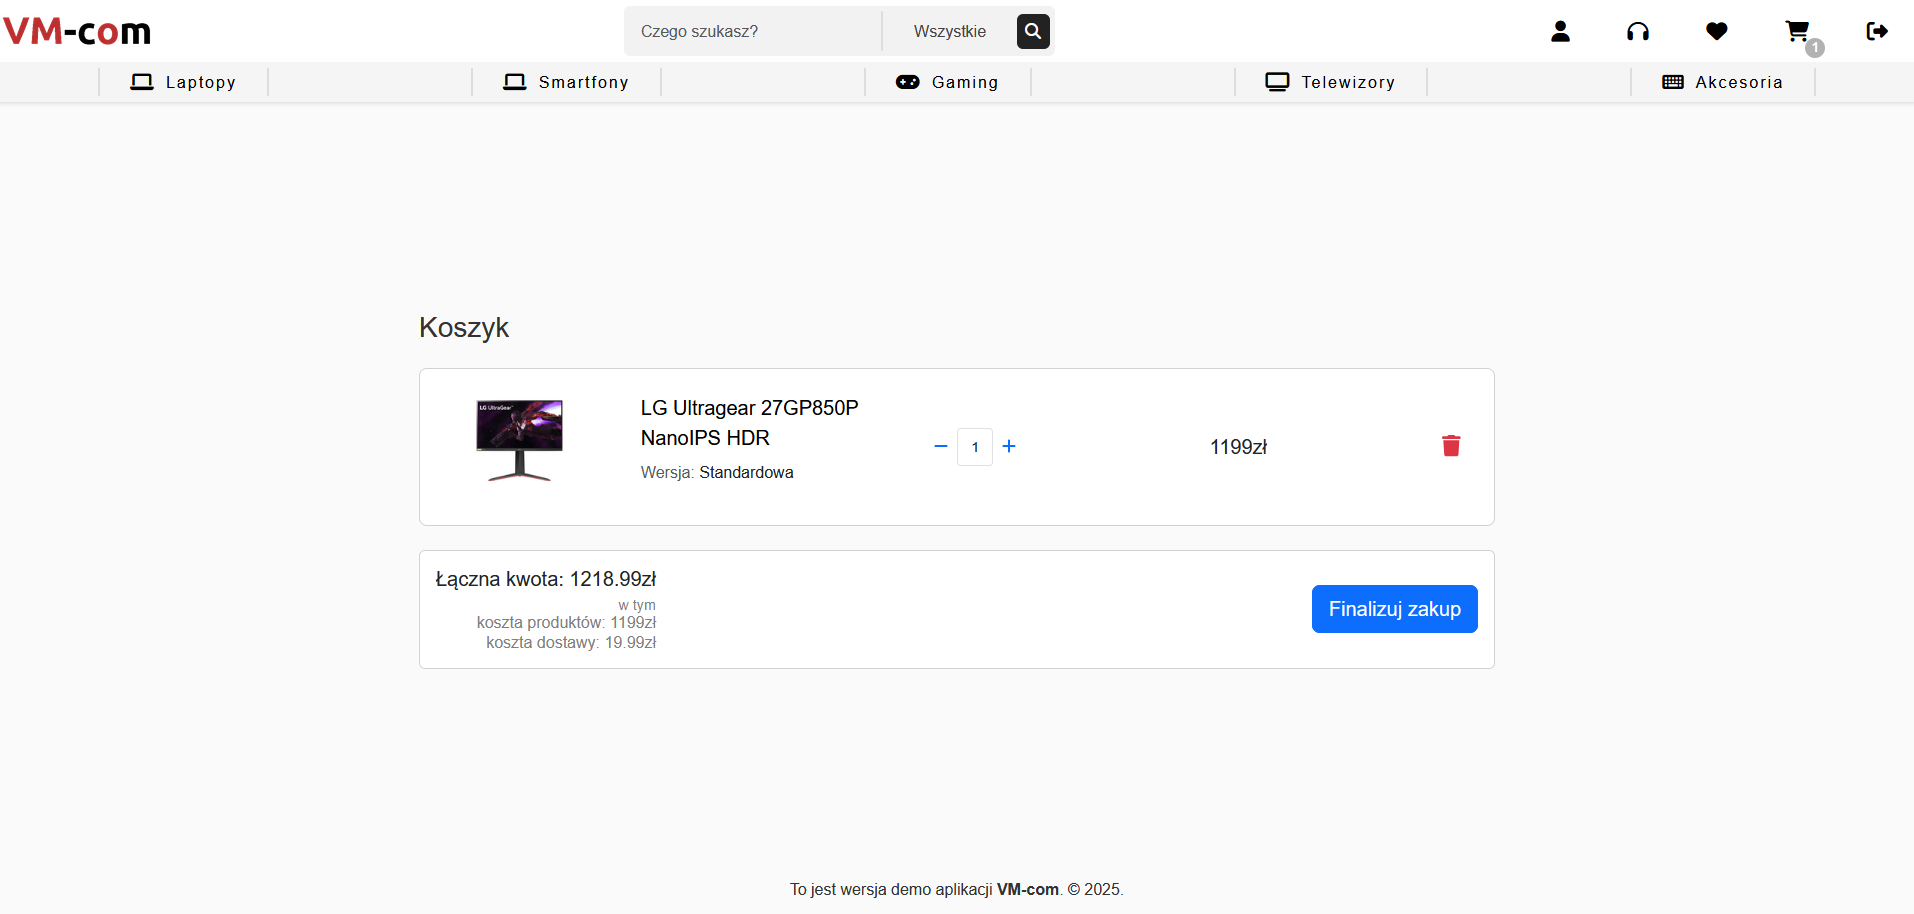 VM-com
Czego szukasz?
Wszystkie
1
Laptopy
Smartfony
Gaming
Telewizory
Akcesoria
Koszyk
LG UltraGear
LG Ultragear 27GP850P
NanoIPS HDR
Wersja: Standardowa
1
1199zł
Łączna kwota: 1218.99zł
w tym
koszta produktów: 1199zł
koszta dostawy: 19.99zł
Finalizuj zakup
To jest wersja demo aplikacji VM-com. © 2025.